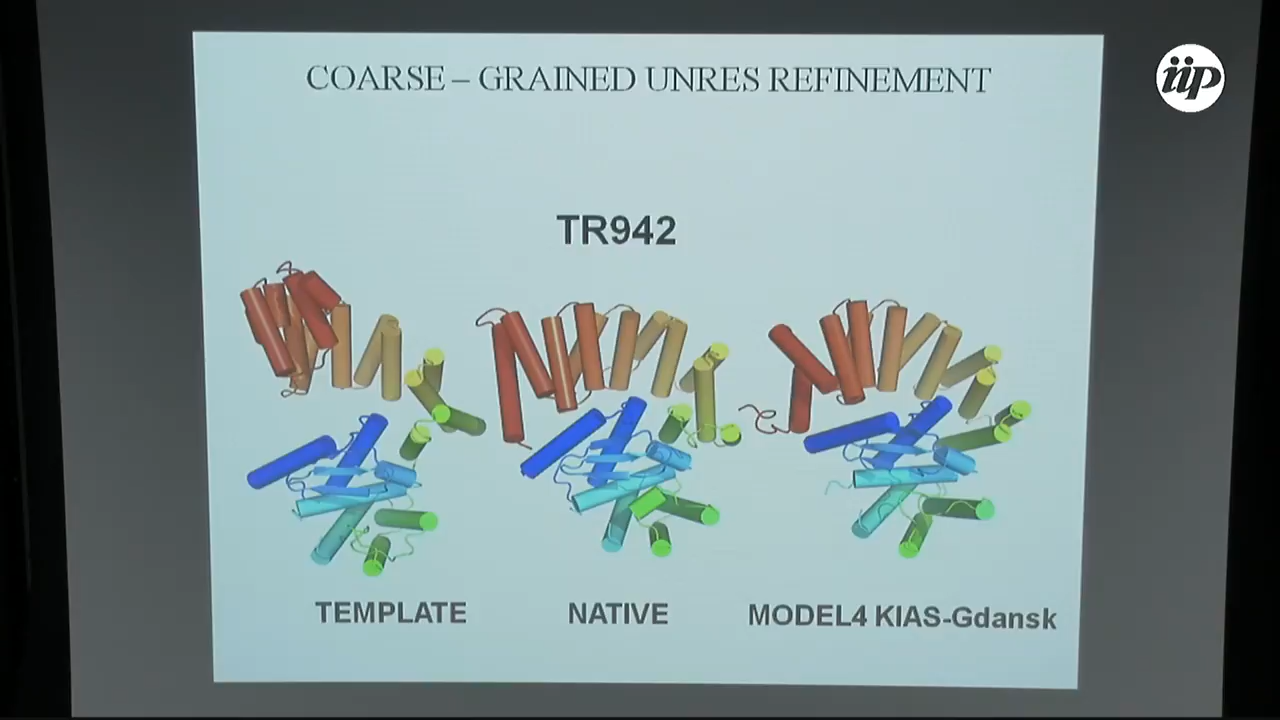 COARSE – GRAINED UNRES REFINEMENT
iip
TR942
TEMPLATE
NATIVE
MODEL4 KIAS-Gdansk